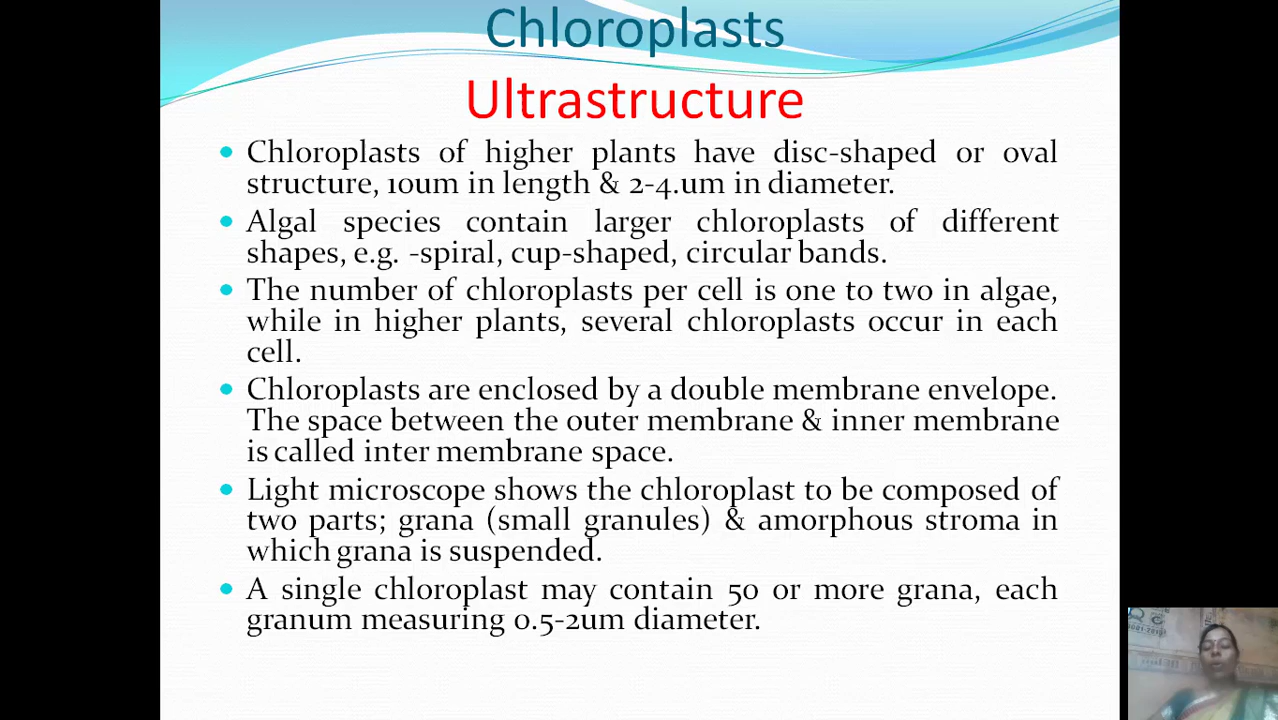 Chloroplasts
Ultrastructure
• Chloroplasts of higher plants have disc-shaped or oval
structure, 10um in length & 2-4.um in diameter.
• Algal species contain larger chloroplasts of different
shapes, e.g. -spiral, cup-shaped, circular bands.
• The number of chloroplasts per cell is one to two in algae,
while in higher plants, several chloroplasts occur in each
cell.
• Chloroplasts are enclosed by a double membrane envelope.
The space between the outer membrane & inner membrane
is called inter membrane space.
• Light microscope shows the chloroplast to be composed of
two parts; grana (small granules) & amorphous stroma in
which grana is suspended.
• A single chloroplast may contain 50 or more grana, each
granum measuring 0.5-2um diameter.